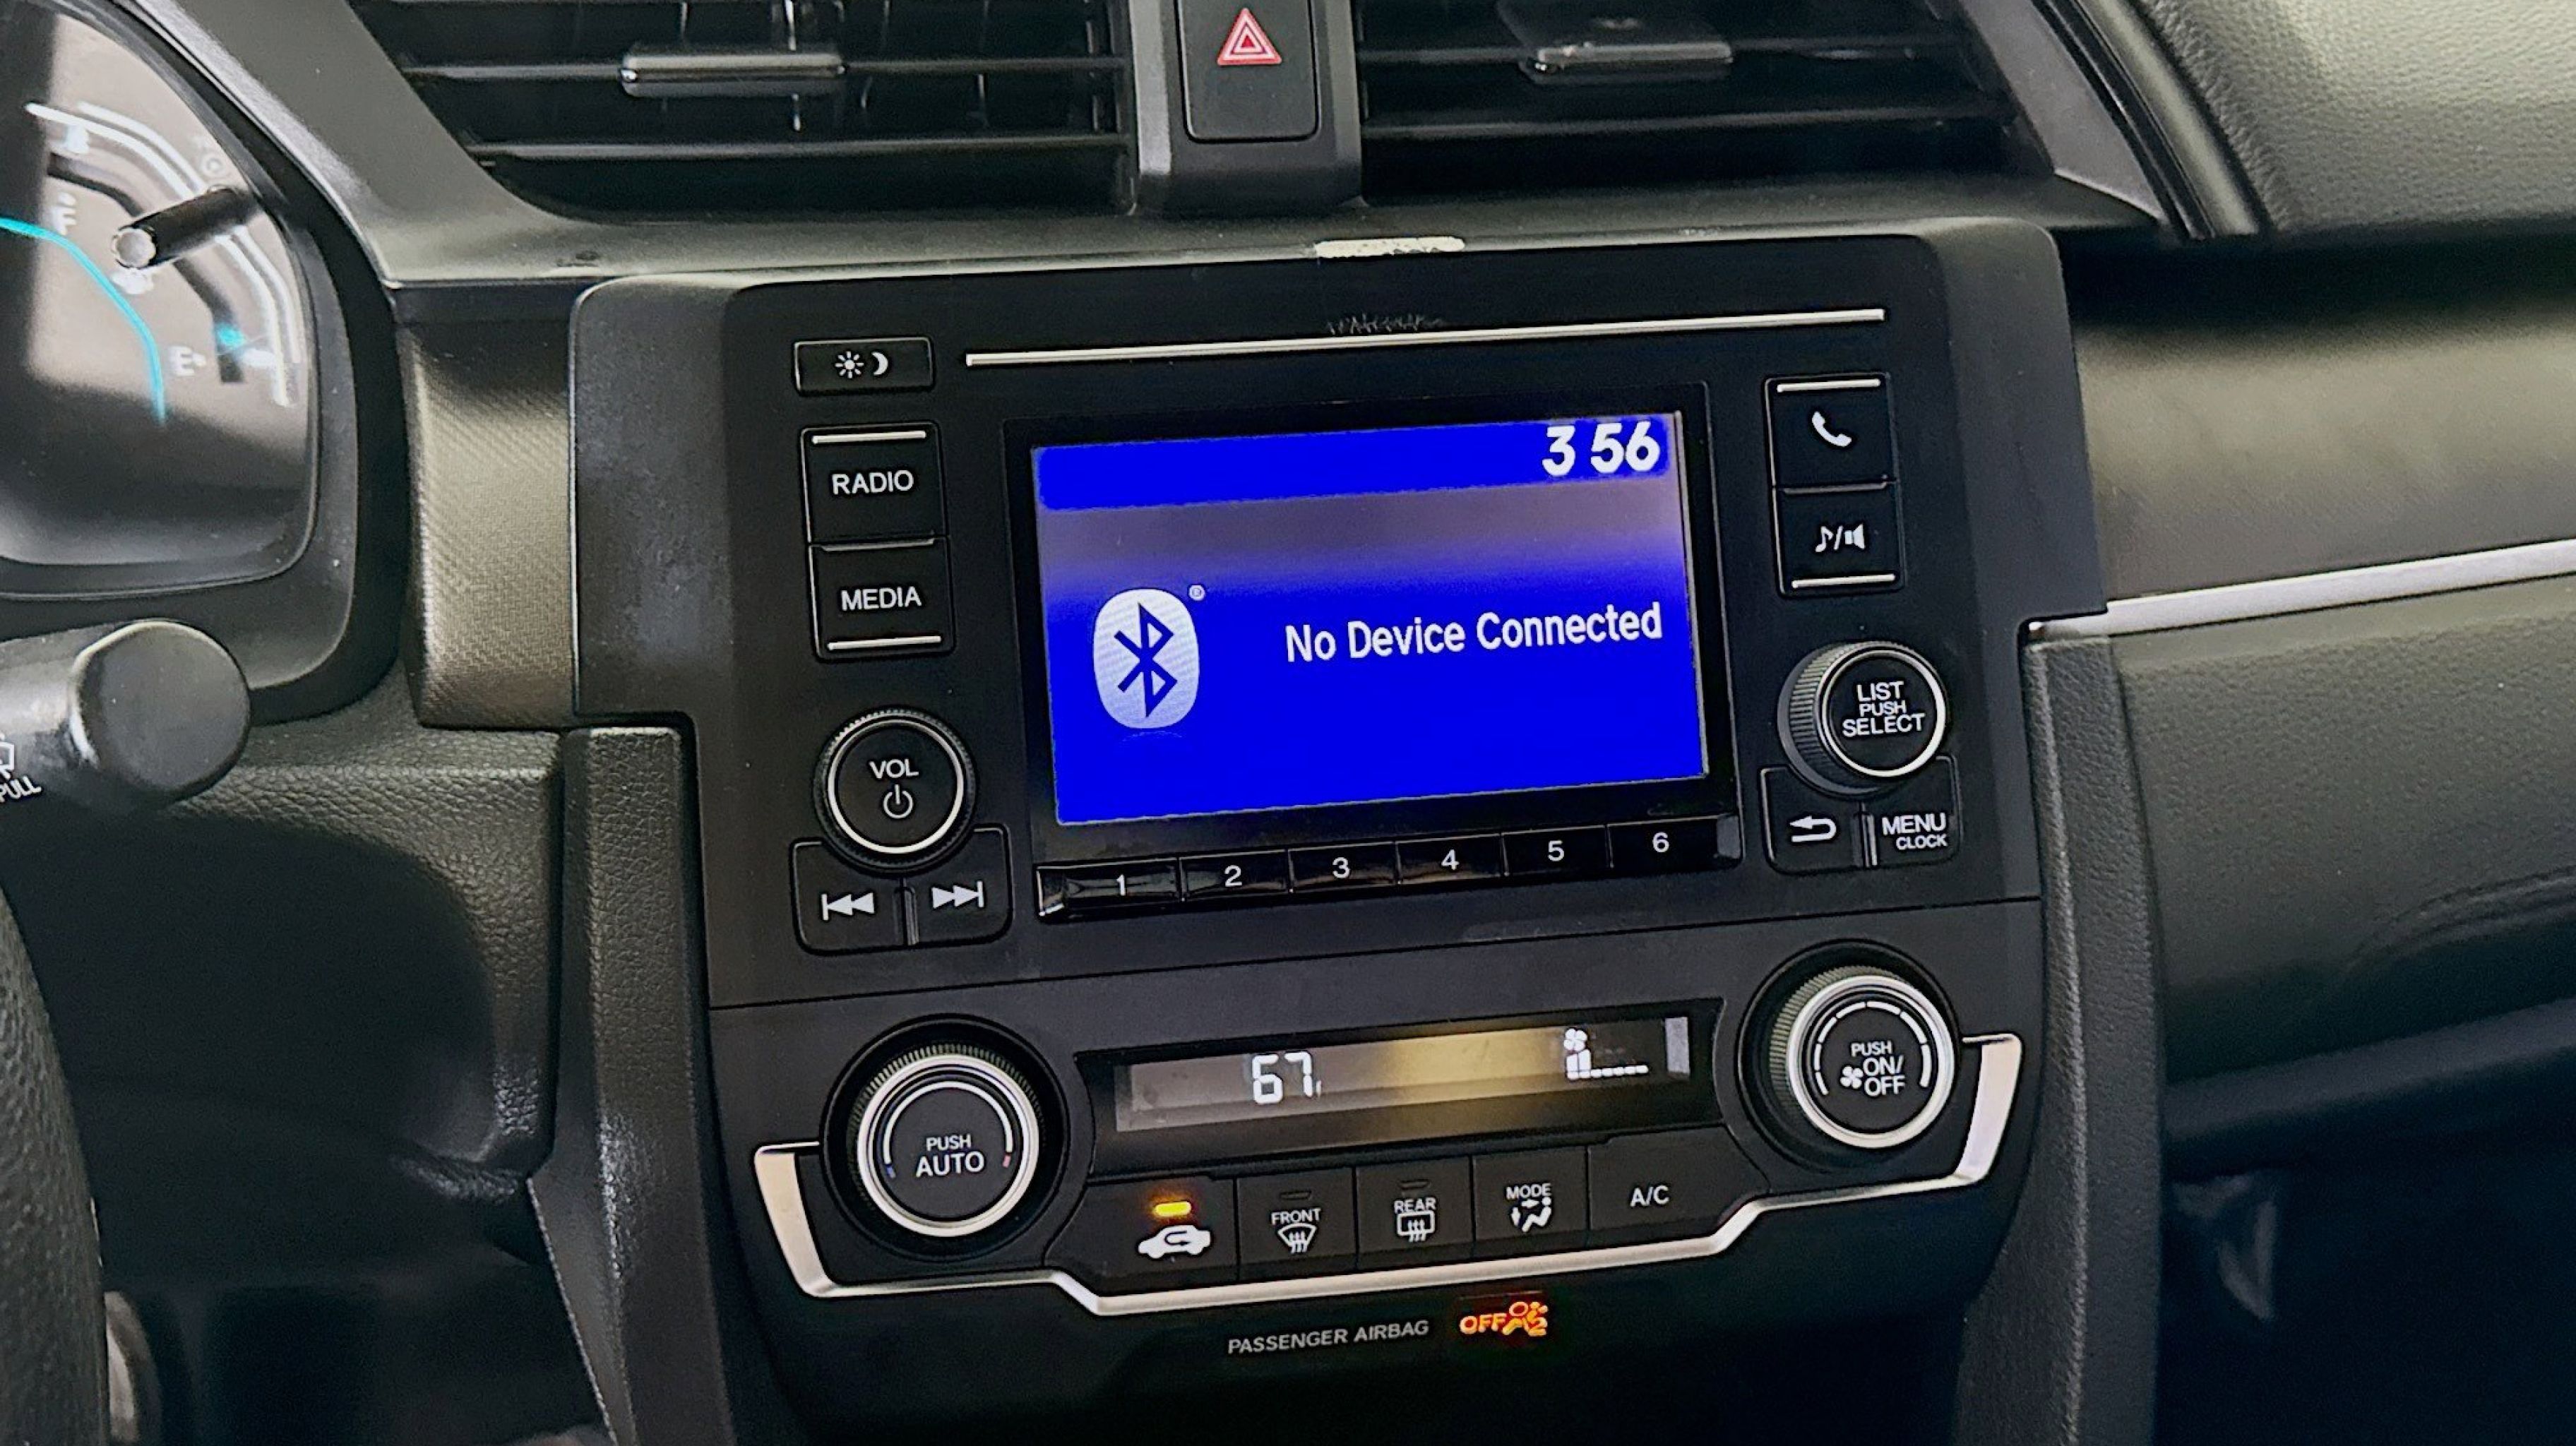 3 56
RADIO
MEDIA
®
No Device Connected
VOL
LIST
PUSH
SELECT
MENU
CLOCK
1 2 3 4 5 6
E
PULL
67
PUSH
AUTO
PUSH
ON/
OFF
FRONT
REAR
MODE
A/C
PASSENGER AIRBAG OFF